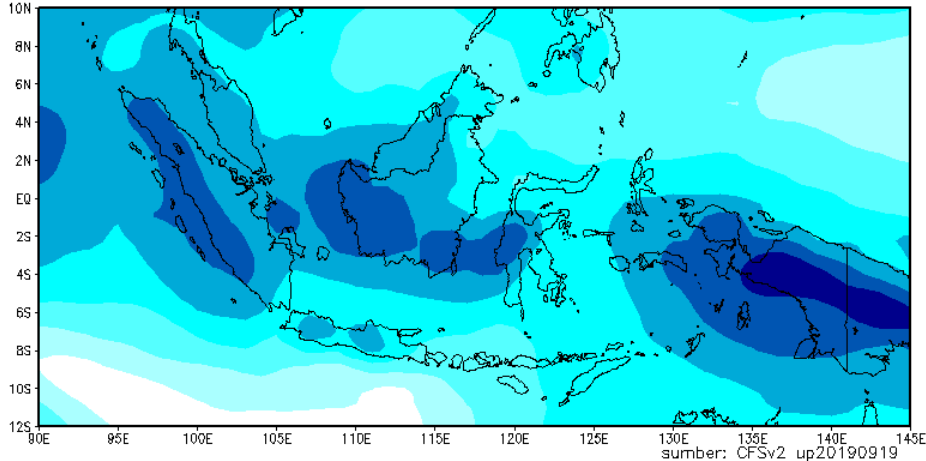 10N
8N
6N
4N
2N
EQ
2S
4S
6S
8S
10S
12S
90E 95E 100E 105E 110E 115E 120E 125E 130E 135E 140E 145E
sumber: CFSv2 up20190919